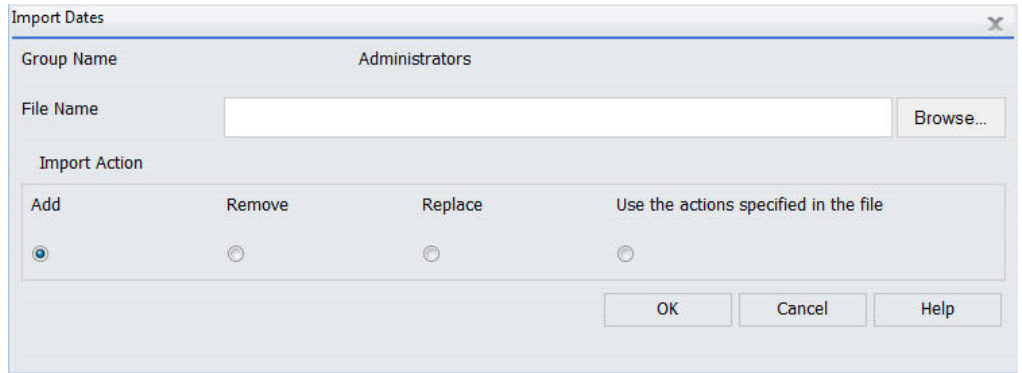 Import Dates
Group Name Administrators
File Name Browse...
Import Action
Add Remove Replace Use the actions specified in the file
OK Cancel Help